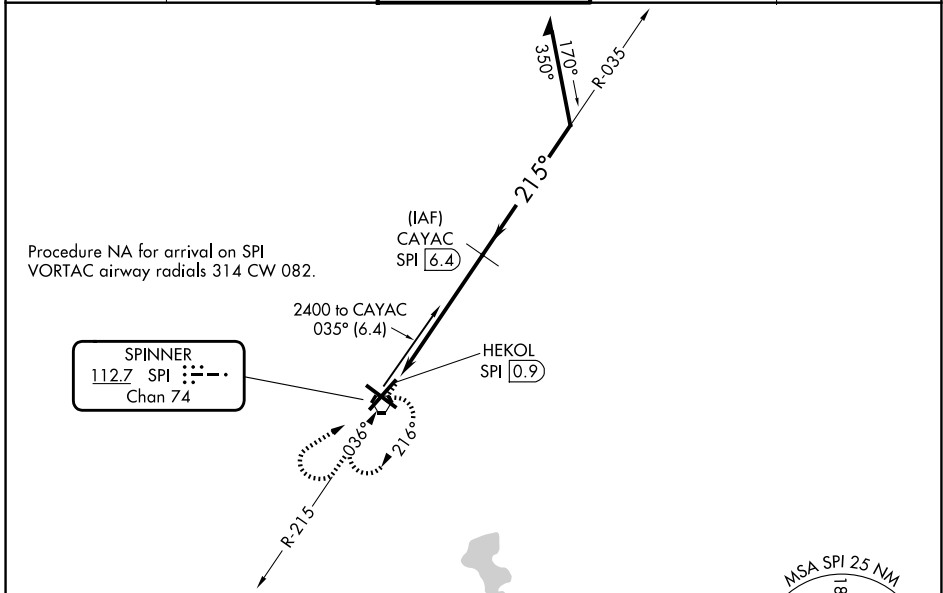 170°
350°
R-035
215°
(IAF)
CAYAC
SPI 6.4
Procedure NA for arrival on SPI
VORTAC airway radials 314 CW 082.
2400 to CAYAC
035° (6.4)
HEKOL
SPI 0.9
SPINNER
112.7 SPI
Chan 74
036°
216°
R-215
MSA SPI 25 NM